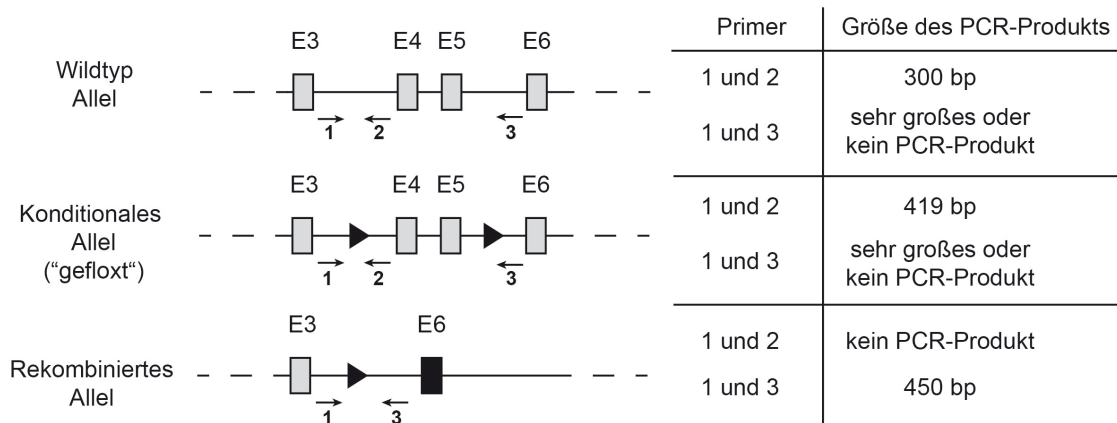 Primer
Größe des PCR-Produkts
E3 E4 E5 E6
Wildtyp
Allel
1 2 3
1 und 2
300 bp
1 und 3
sehr großes oder
kein PCR-Produkt
E3 E4 E5 E6
Konditionales
Allel
(“gefloxt“)
1 2 3
1 und 2
419 bp
1 und 3
sehr großes oder
kein PCR-Produkt
E3 E6
Rekombiniertes
Allel
1 3
1 und 2
kein PCR-Produkt
1 und 3
450 bp